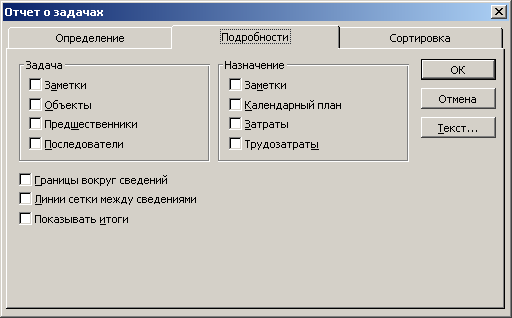 Отчет о задачах
Определение
Подробности
Сортировка
Задача
Заметки
Объекты
Предшественники
Последователи
Назначение
Заметки
Календарный план
Затраты
Трудозатраты
Границы вокруг сведений
Линии сетки между сведениями
Показывать итоги
ОК
Отмена
Текст...